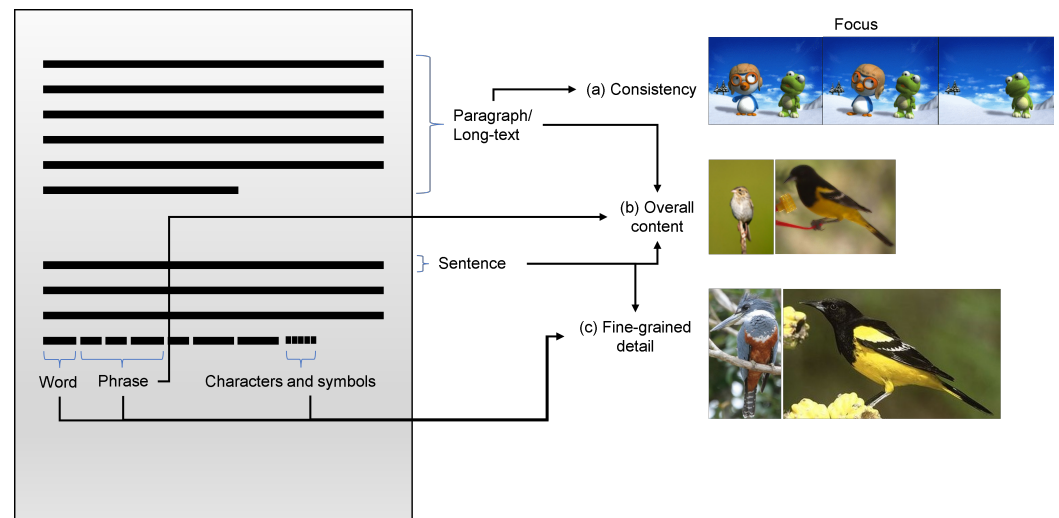 Focus
(a) Consistency
Paragraph/
Long-text
(b) Overall
content
Sentence
(c) Fine-grained
detail
Word
Phrase
Characters and symbols